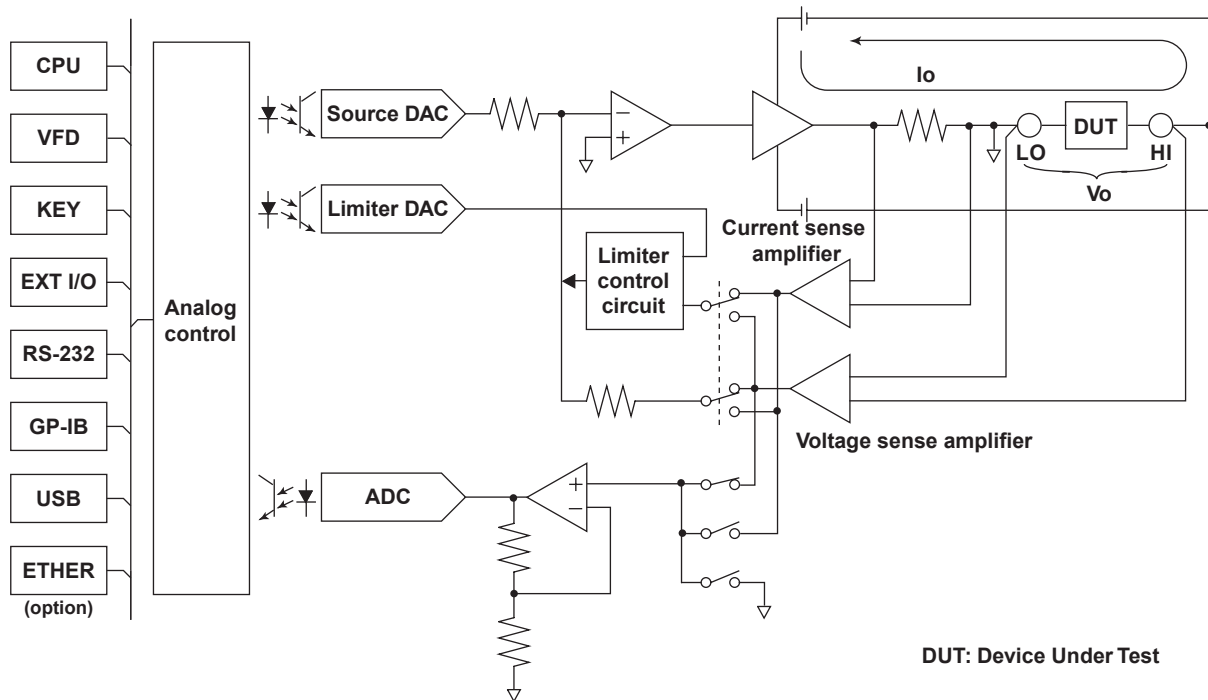 CPU
VFD
KEY
EXT I/O
RS-232
GP-IB
USB
ETHER
(option)
Analog
control
Source DAC
Limiter DAC
ADC
Limiter
control
circuit
−
+
+
−
Current sense
amplifier
Voltage sense amplifier
Io
LO
DUT
HI
Vo
DUT: Device Under Test